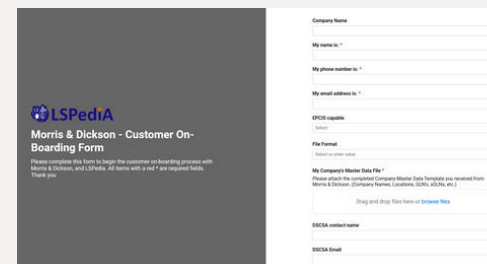 LSPediA
Morris & Dickson - Customer On-
Boarding Form
Please complete this form to begin the customer on-boarding process with
Morris & Dickson, and LSPedia. All items with a red * are required fields.
Thank you
Company Name
My name is: *
My phone number is: *
My email address is: *
EPCIS capable
Select
File Format
Select or enter value
My Company's Master Data File *
Please attach the completed Company Master Data Template you received from
Morris & Dickson. (Company Names, Locations, GLN's, sGLNs, etc.)
Drag and drop files here or browse files
DSCSA contact name
DSCSA Email